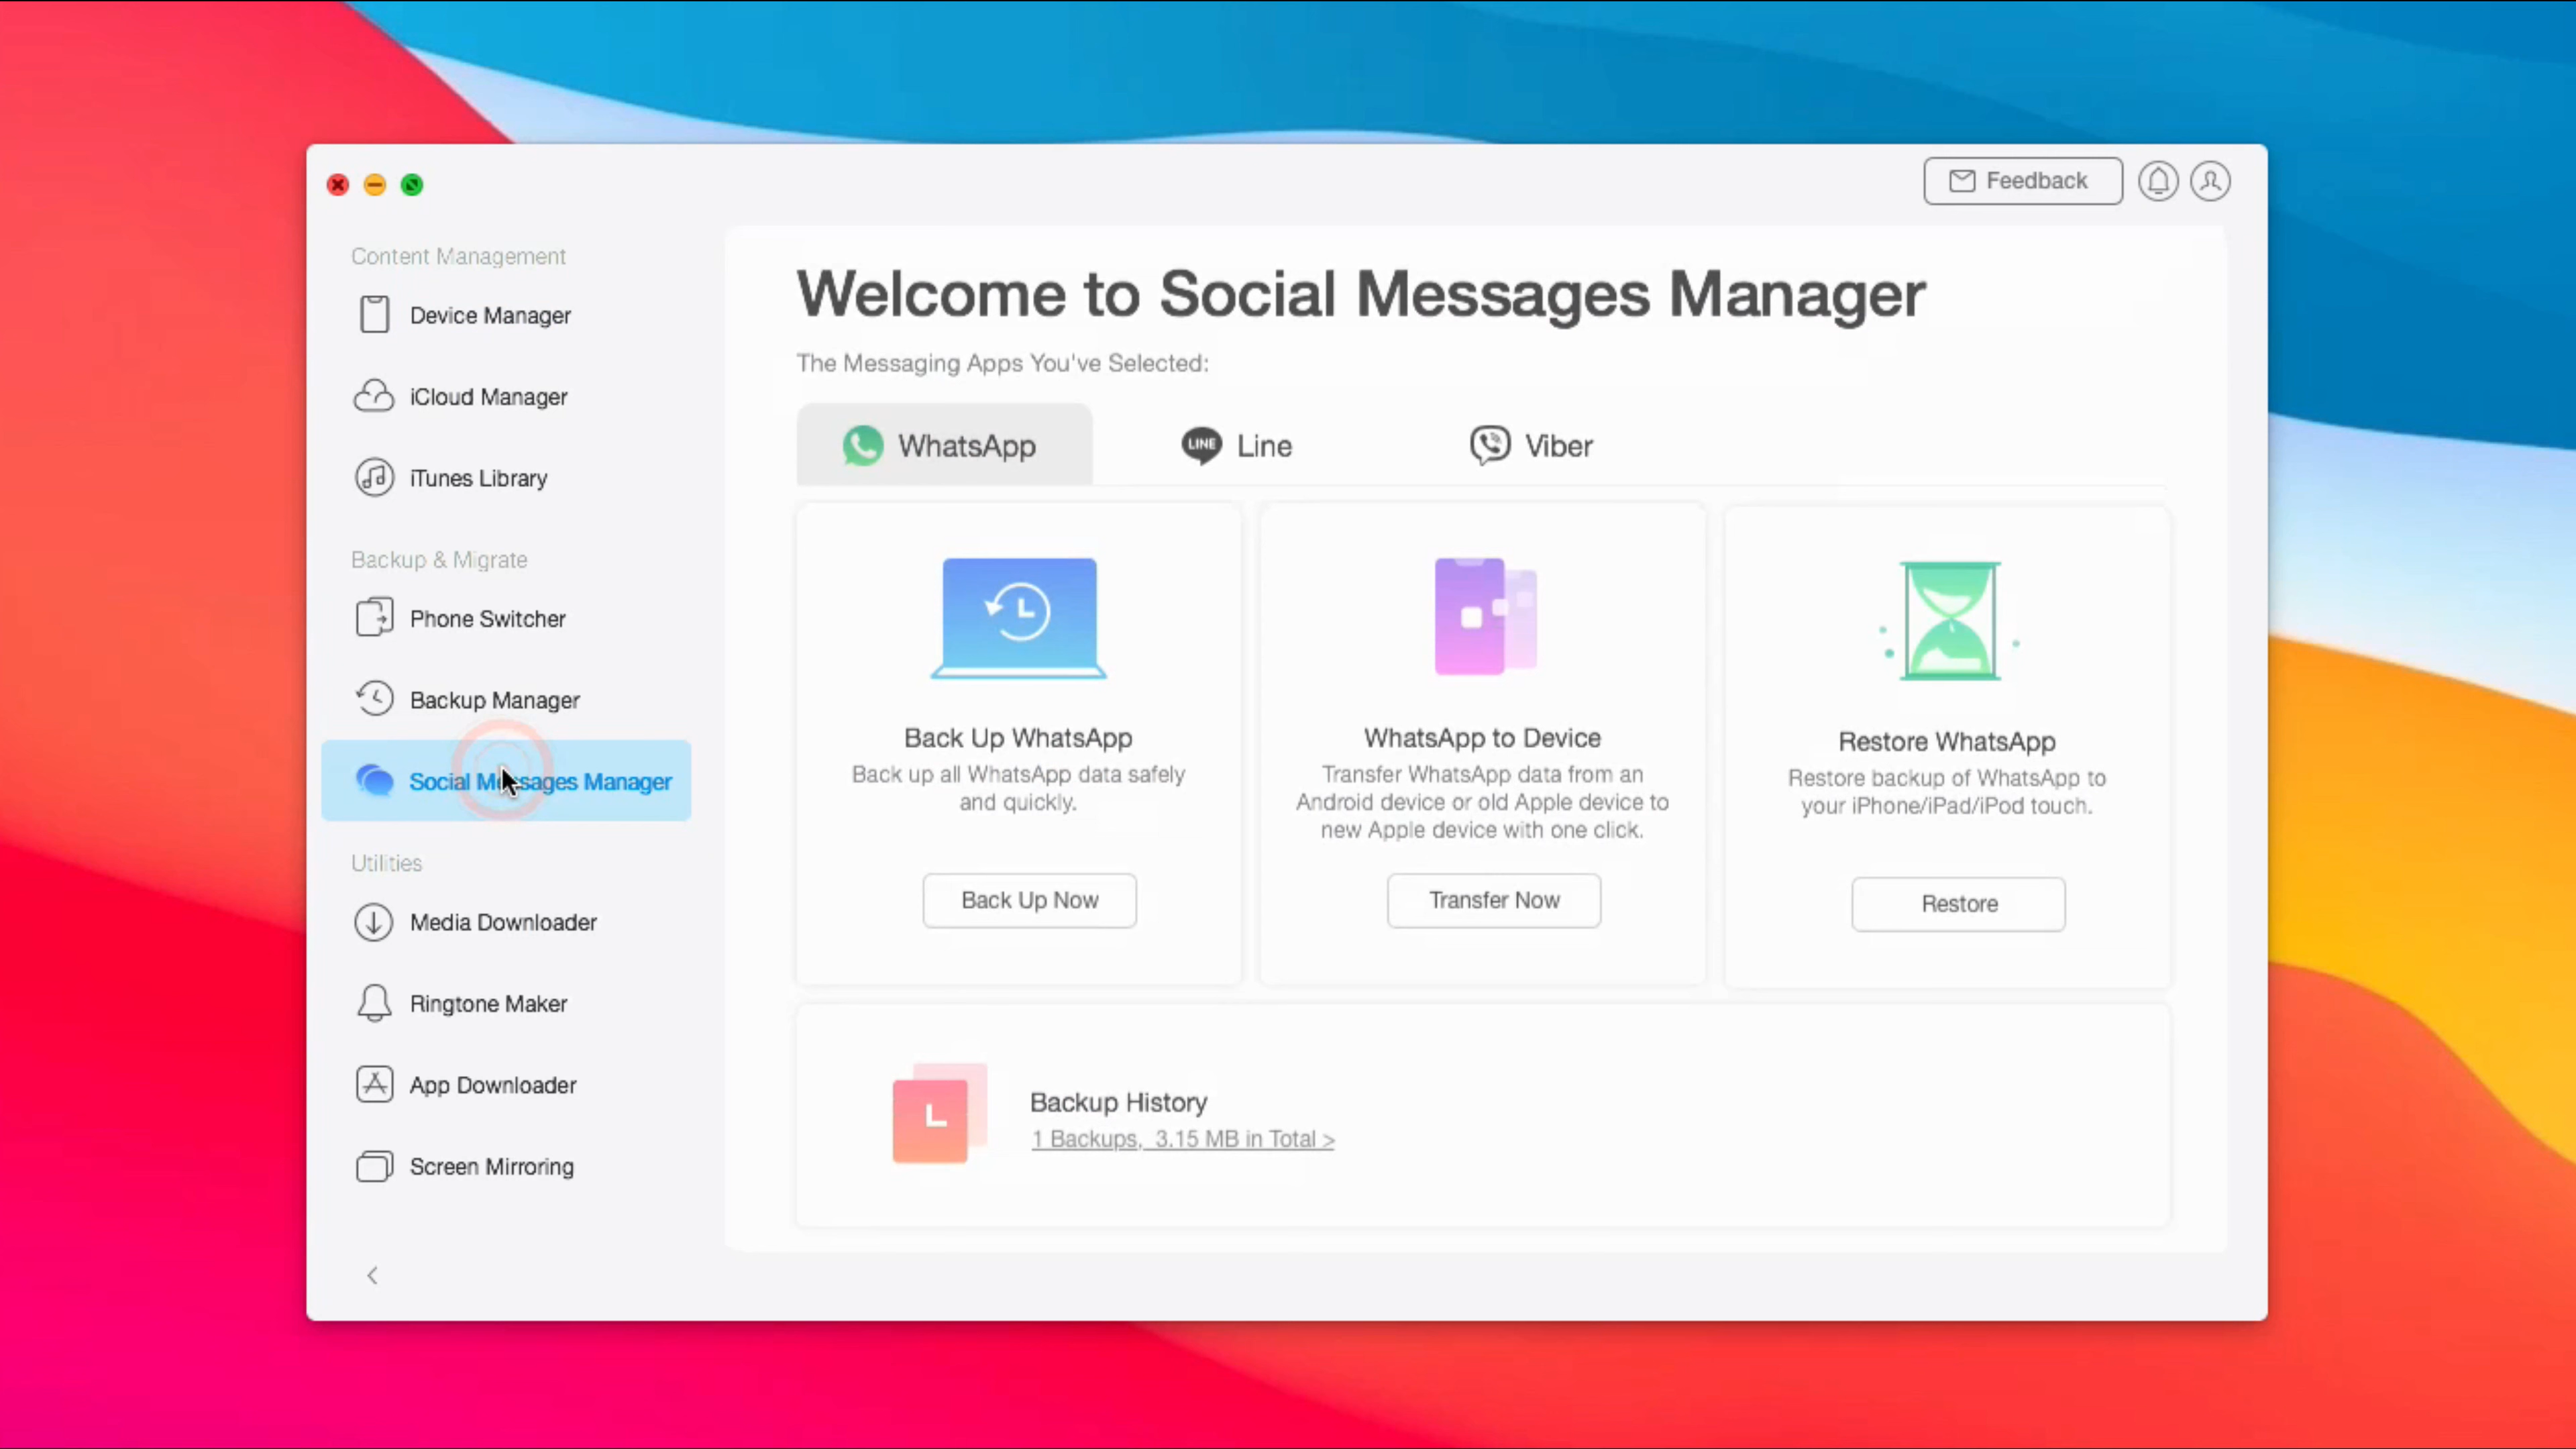 Feedback
Content Management
Device Manager
iCloud Manager
iTunes Library
Backup & Migrate
Phone Switcher
Backup Manager
Social Messages Manager
Utilities
Media Downloader
Ringtone Maker
App Downloader
Screen Mirroring
Welcome to Social Messages Manager
The Messaging Apps You've Selected:
WhatsApp
LINE Line
Viber
Back Up WhatsApp
Back up all WhatsApp data safely
and quickly.
Back Up Now
WhatsApp to Device
Transfer WhatsApp data from an
Android device or old Apple device to
new Apple device with one click.
Transfer Now
Restore WhatsApp
Restore backup of WhatsApp to
your iPhone/iPad/iPod touch.
Restore
Backup History
1 Backups, 3.15 MB in Total >